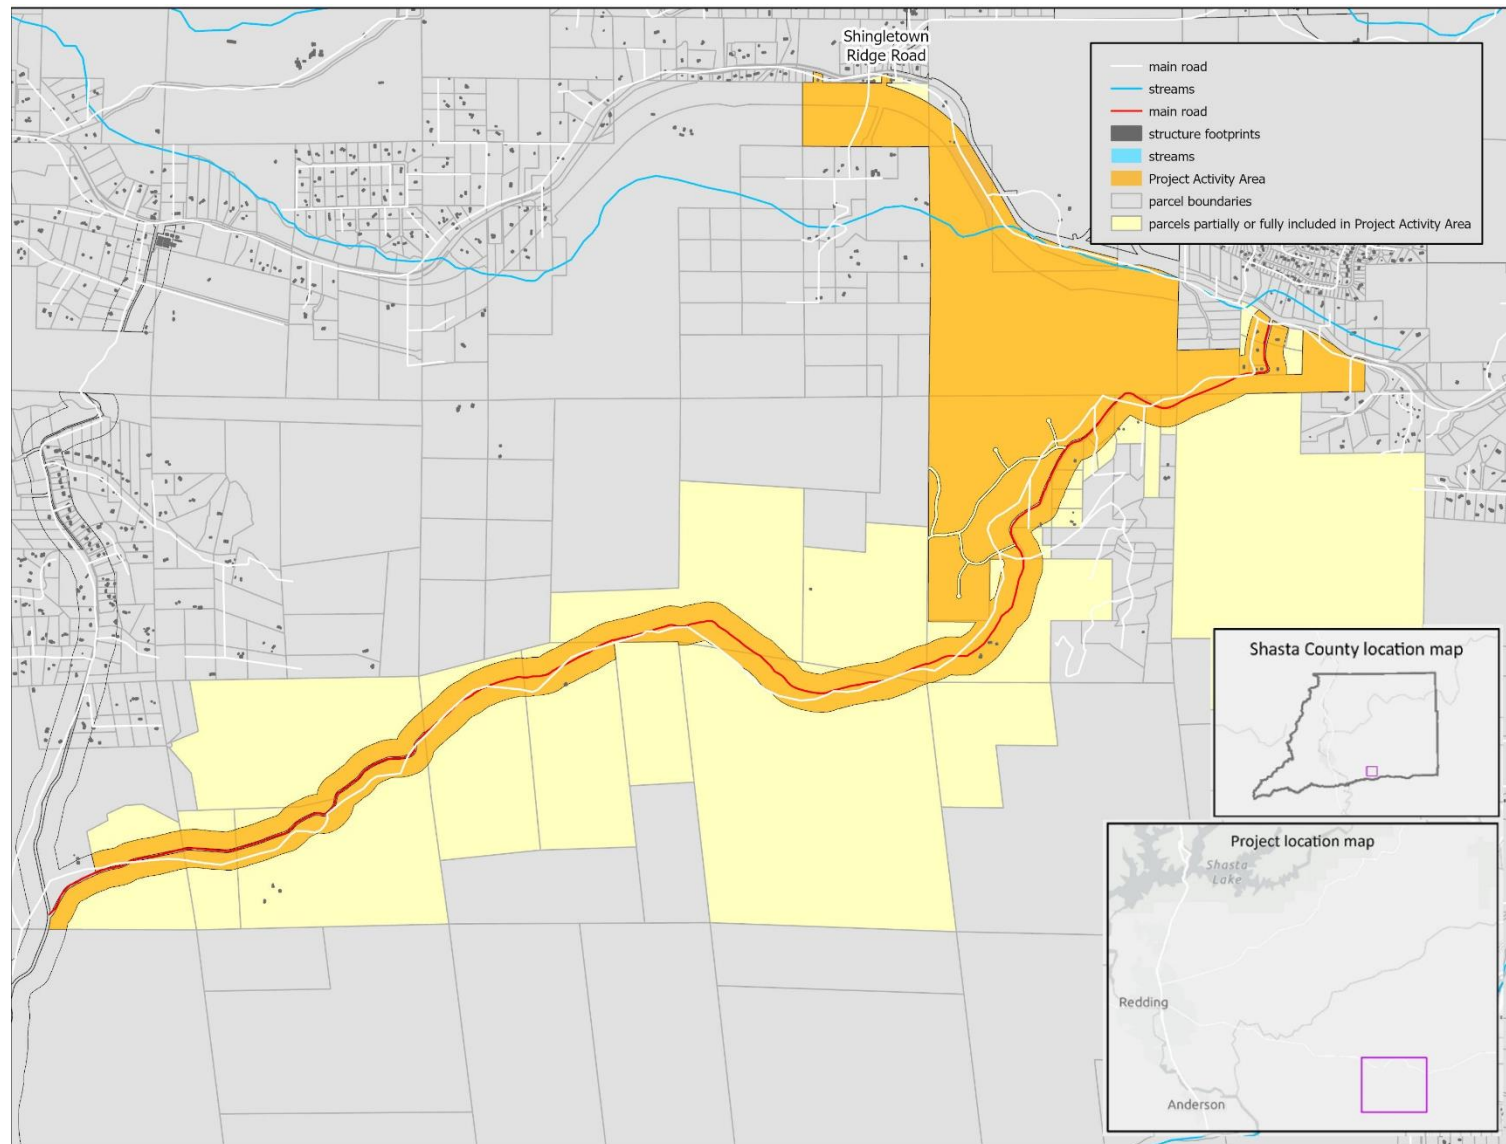 Shingletown
Ridge Road
main road
streams
main road
structure footprints
streams
Project Activity Area
parcel boundaries
parcels partially or fully included in Project Activity Area
Shasta County location map
Project location map
Shasta
Lake
Redding
Anderson